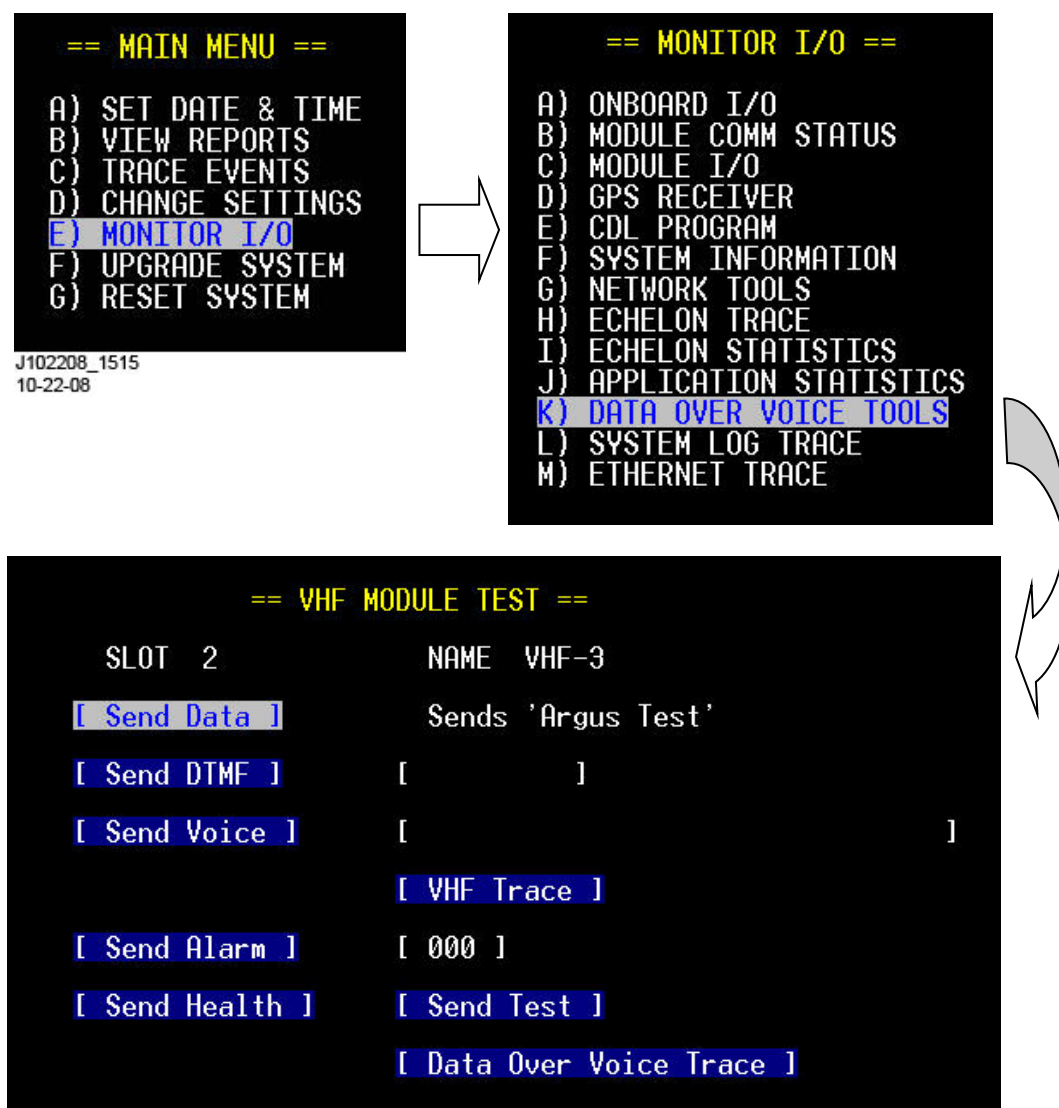 == MAIN MENU ==
A) SET DATE & TIME
B) VIEW REPORTS
C) TRACE EVENTS
D) CHANGE SETTINGS
E) MONITOR I/O
F) UPGRADE SYSTEM
G) RESET SYSTEM
J102208_1515
10-22-08
== MONITOR I/O ==
A) ONBOARD I/O
B) MODULE COMM STATUS
C) MODULE I/O
D) GPS RECEIVER
E) CDL PROGRAM
F) SYSTEM INFORMATION
G) NETWORK TOOLS
H) ECHELON TRACE
I) ECHELON STATISTICS
J) APPLICATION STATISTICS
K) DATA OVER VOICE TOOLS
L) SYSTEM LOG TRACE
M) ETHERNET TRACE
== VHF MODULE TEST ==
SLOT 2 NAME VHF-3
[ Send Data ] Sends 'Argus Test'
[ Send DTMF ] [ ]
[ Send Voice ] [ ]
[ VHF Trace ]
[ Send Alarm ] [ 000 ]
[ Send Health ] [ Send Test ]
[ Data Over Voice Trace ]